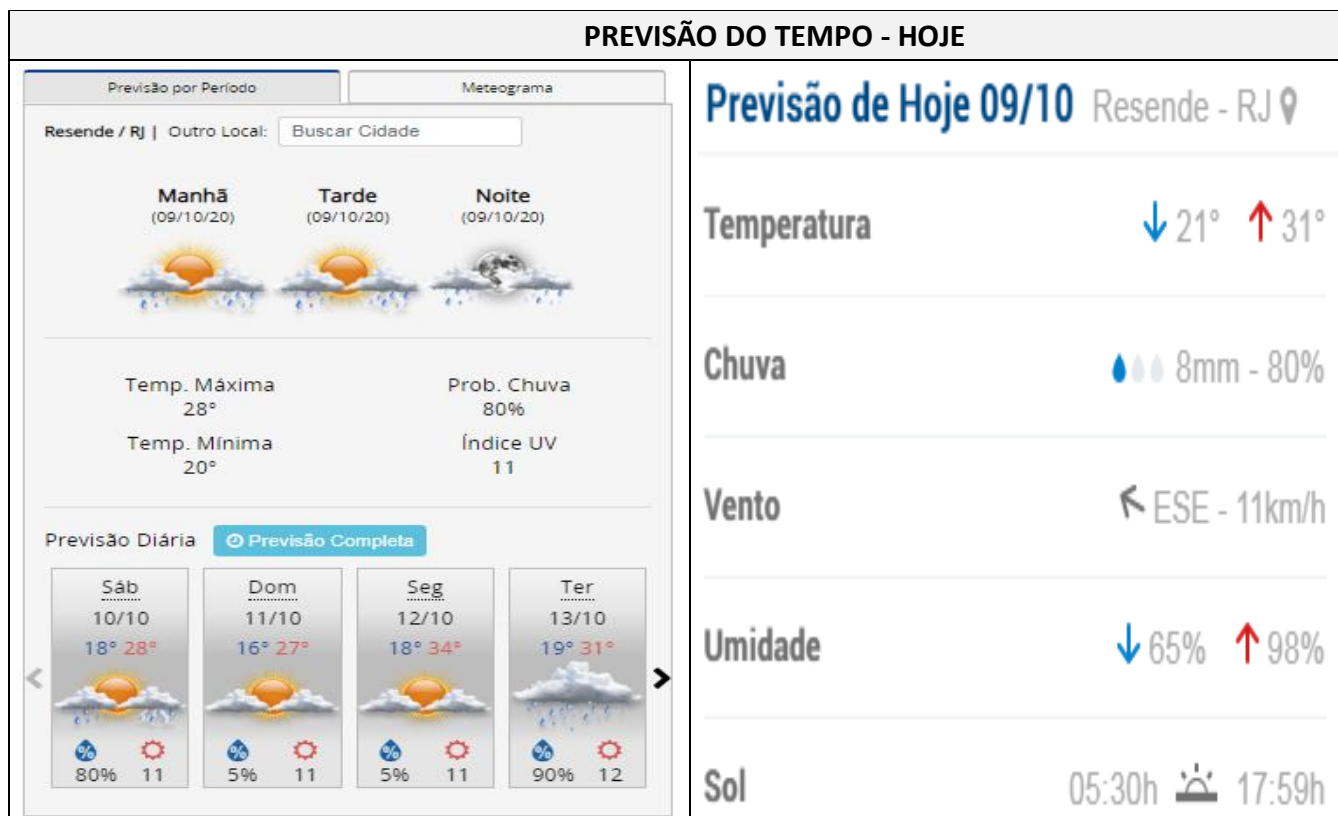 PREVISÃO DO TEMPO - HOJE
Previsão por Período Meteograma
Resende / RJ | Outro Local: Buscar Cidade
Manhã Tarde Noite
(09/10/20) (09/10/20) (09/10/20)
Temp. Máxima Prob. Chuva
28° 80%
Temp. Mínima Índice UV
20° 11
Previsão Diária Previsão Completa
Sáb Dom Seg Ter
10/10 11/10 12/10 13/10
18° 28° 16° 27° 18° 34° 19° 31°
% % % %
80% 11 5% 11 5% 11 90% 12
Previsão de Hoje 09/10 Resende - RJ
Temperatura 21° 31°
Chuva 8mm - 80%
Vento ESE - 11km/h
Umidade 65% 98%
Sol 05:30h 17:59h